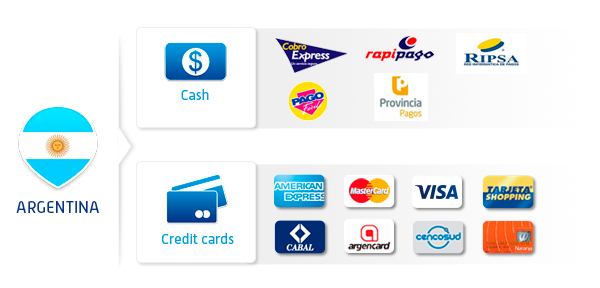 Cobro
Express
rapipago
RIPSA
RED INFORMATICA DE PAGOS
Cash
PAGO
Fácil
Provincia
Pagos
ARGENTINA
AMERICAN
EXPRESS
MasterCard
VISA
TARJETA
SHOPPING
Credit cards
CABAL
argencard
cencosud
Naranja